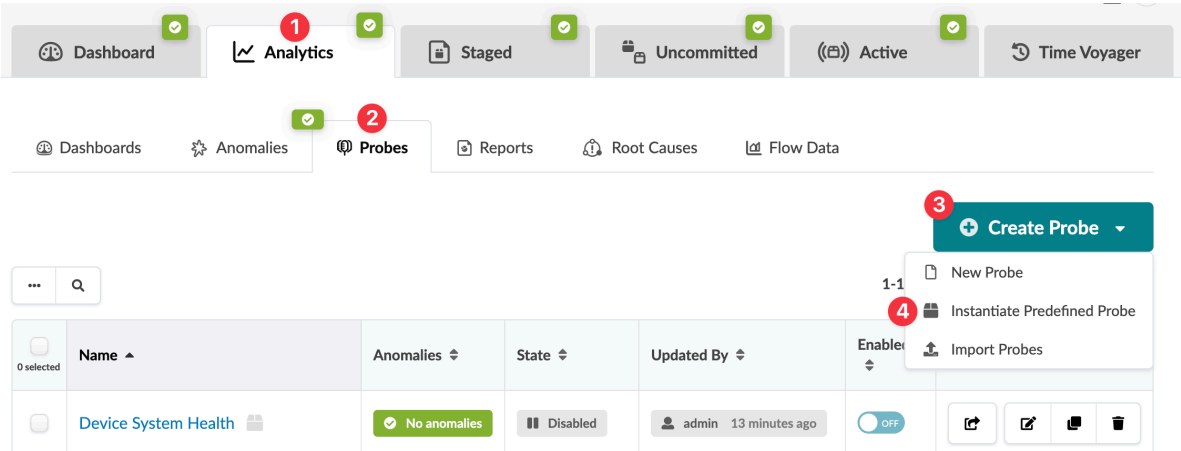 1
Dashboard Analytics Staged Uncommitted Active Time Voyager
2
Dashboards Anomalies Probes Reports Root Causes Flow Data
3
Create Probe
New Probe
1-1
4 Instantiate Predefined Probe
Import Probes
Name Anomalies State Updated By Enable
0 selected
Device System Health No anomalies Disabled admin 13 minutes ago OFF